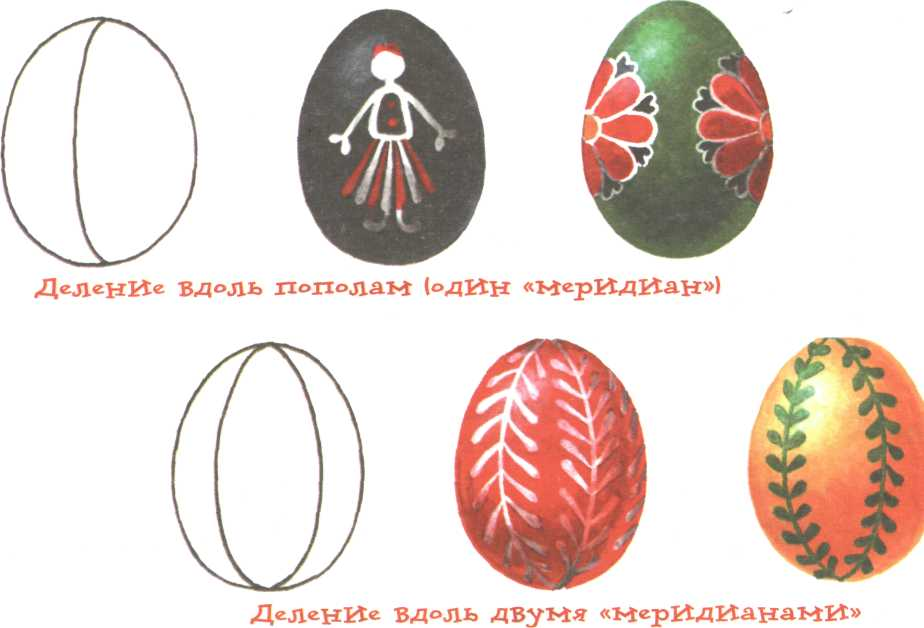 Деление вдоль пополам (один «меридиан»)
Деление вдоль двумя «меридианами»